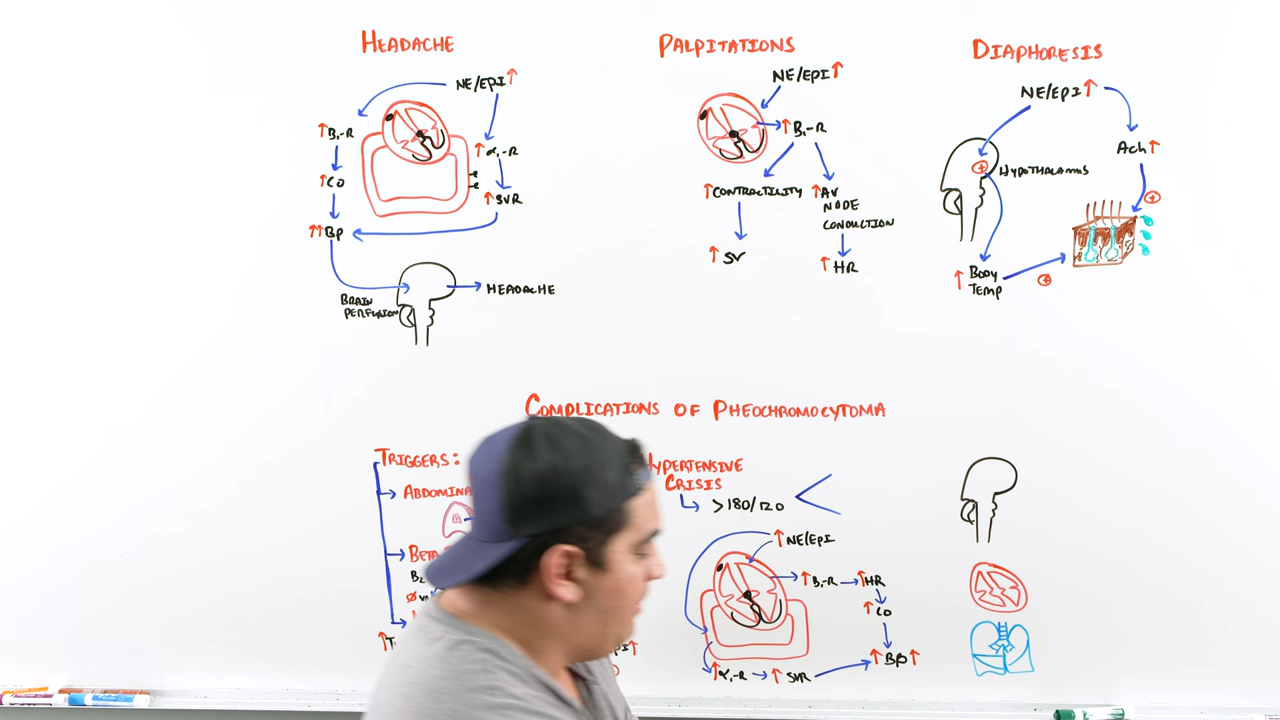 HEADACHE
NE/EPI ↑
↑ B₁-R
↑ α₁-R
↑ CO
↑ SVR
↑↑ BP
BRAIN
PERFUSION
HEADACHE
PALPITATIONS
NE/EPI ↑
↑ B₁-R
↑ CONTRACTILITY
↑ AV
NODE
CONDUCTION
↑ SV
↑ HR
DIAPHORESIS
NE/EPI ↑
Ach ↑
+ HYPOTHALAMUS
+
↑ BODY
TEMP
+
COMPLICATIONS OF PHEOCHROMOCYTOMA
TRIGGERS:
ABDOMINA
BETA
B₂
↑T
HYPERTENSIVE
CRISIS
> 180/120
↑ NE/EPI
↑ B₁-R → ↑ HR
↑ CO
↑ BP ↑
↑ α₁-R → ↑ SVR